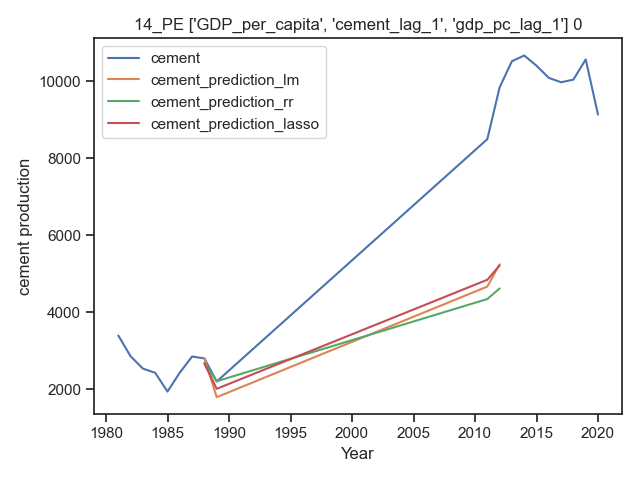 14_PE ['GDP_per_capita', 'cement_lag_1', 'gdp_pc_lag_1'] 0
cement
cement_prediction_lm
cement_prediction_rr
cement_prediction_lasso
cement production
10000
8000
6000
4000
2000
1980 1985 1990 1995 2000 2005 2010 2015 2020
Year